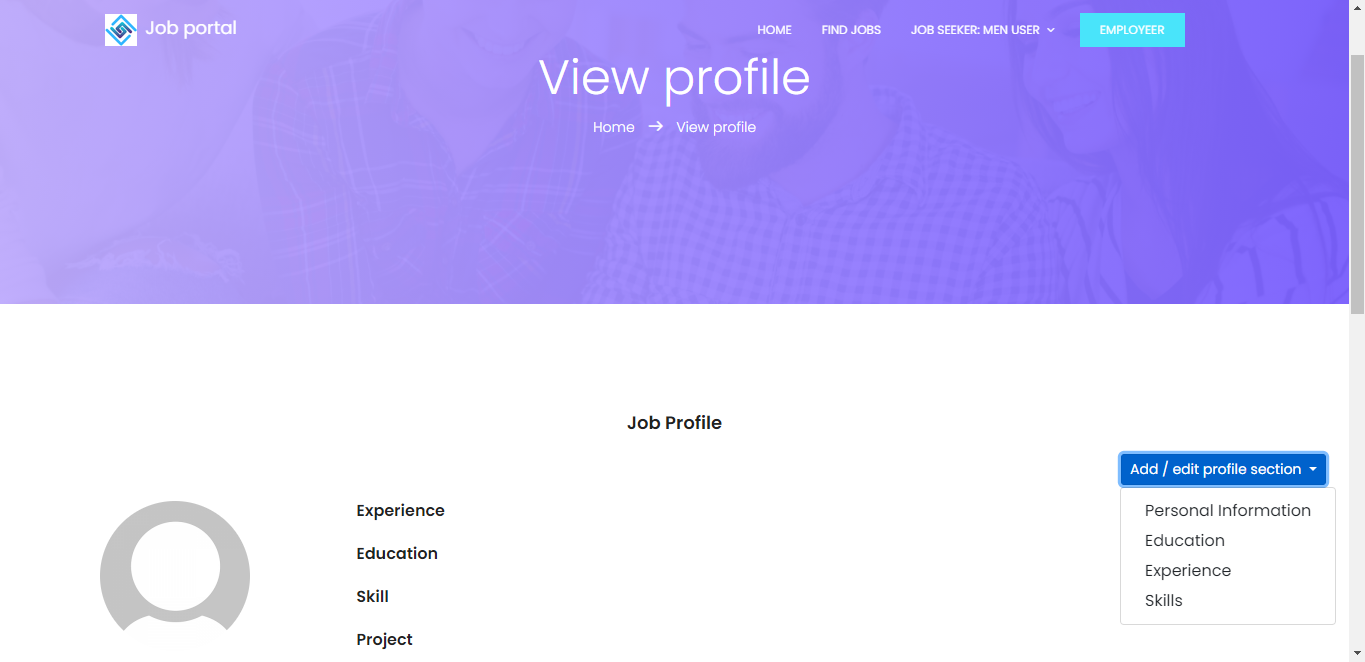 Job portal
HOME FIND JOBS JOB SEEKER: MEN USER EMPLOYEER
View profile
Home → View profile
Job Profile
Add / edit profile section
Personal Information
Education
Experience
Skills
Experience
Education
Skill
Project